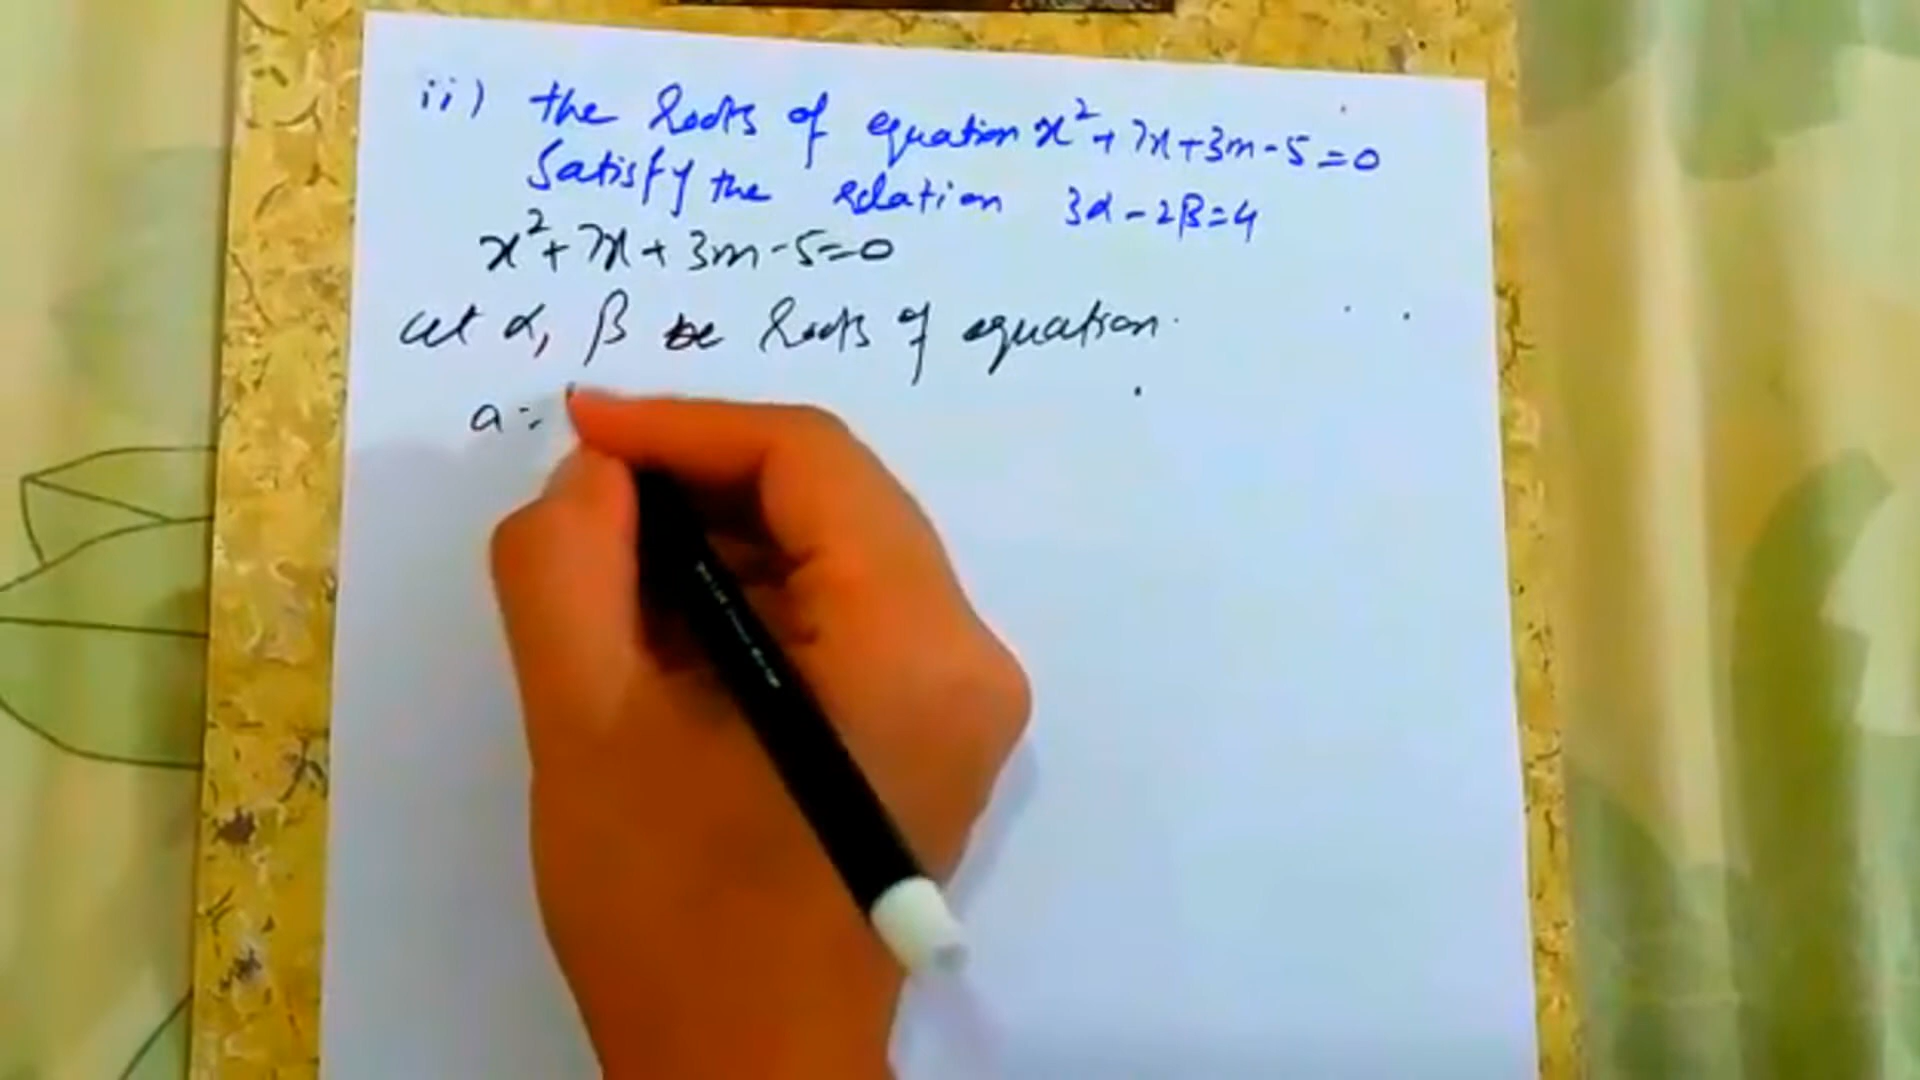 ii) the Roots of equation x²+7x+3m-5=0
Satisfy the relation 3α-2β=4
x²+7x+3m-5=0
let α, β be Roots of equation.
a=